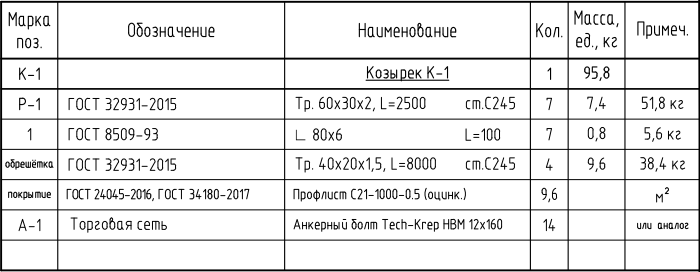 Марка поз. Обозначение Наименование Кол. Масса, ед., кг Примеч.
К-1 Козырек К-1 1 95,8
Р-1 ГОСТ 32931-2015 Тр. 60х30х2, L=2500 ст.С245 7 7,4 51,8 кг
1 ГОСТ 8509-93 ∟ 80х6 L=100 7 0,8 5,6 кг
обрешётка ГОСТ 32931-2015 Тр. 40х20х1,5, L=8000 ст.С245 4 9,6 38,4 кг
покрытие ГОСТ 24045-2016, ГОСТ 34180-2017 Профлист С21-1000-0.5 (оцинк.) 9,6 м²
А-1 Торговая сеть Анкерный болт Tech-Krep НВМ 12х160 14 или аналог